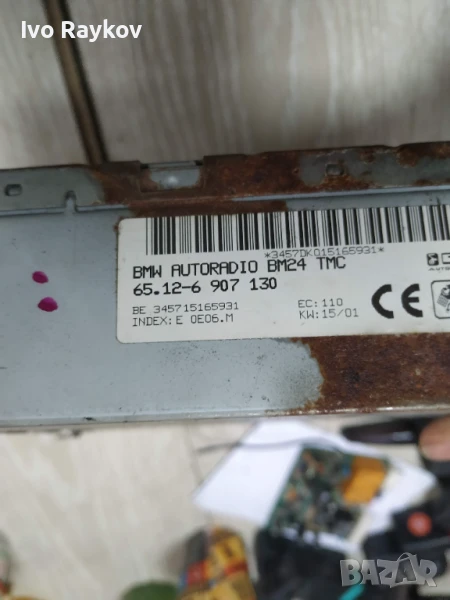 Ivo Raykov
*3457DK015165931*
BMW AUTORADIO BM24 TMC
65.12-6 907 130
BE 345715165931
EC: 110
INDEX: E 0E06.M
KW: 15/01
CE
BAZAR